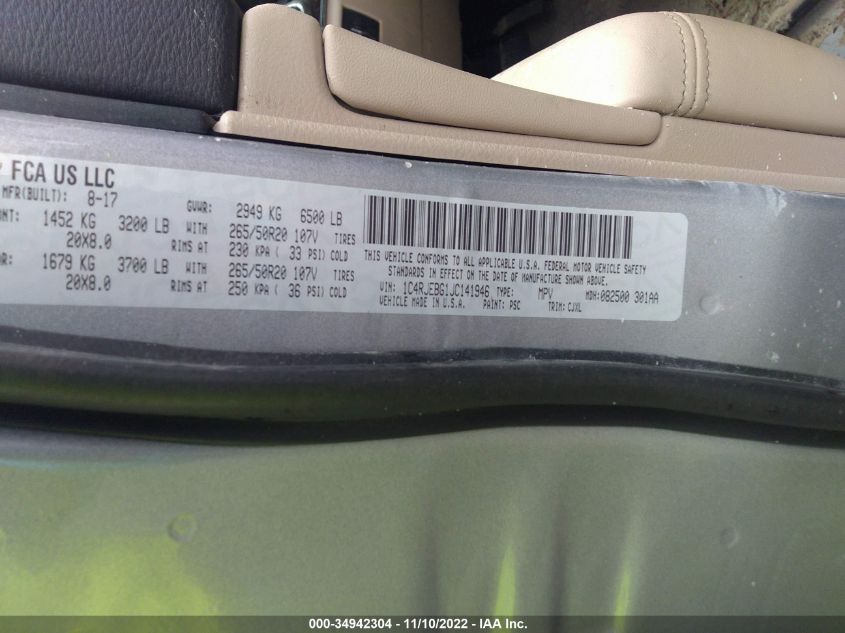 FCA US LLC
MFR(BUILT): 8-17 GVWR: 2949 KG 6500 LB
1452 KG 3200 LB WITH 265/50R20 107V TIRES
20X8.0 RIMS AT 230 KPA ( 33 PSI) COLD
1679 KG 3700 LB WITH 265/50R20 107V TIRES
20X8.0 RIMS AT 250 KPA ( 36 PSI) COLD
THIS VEHICLE CONFORMS TO ALL APPLICABLE U.S.A. FEDERAL MOTOR VEHICLE SAFETY
STANDARDS IN EFFECT ON THE DATE OF MANUFACTURE SHOWN ABOVE.
VIN: 1C4RJEBG1JC141946 TYPE: MPV MDH: 082500 301AA
VEHICLE MADE IN U.S.A. PAINT: PSC TRIM: CJXL
000-34942304 - 11/10/2022 - IAA Inc.